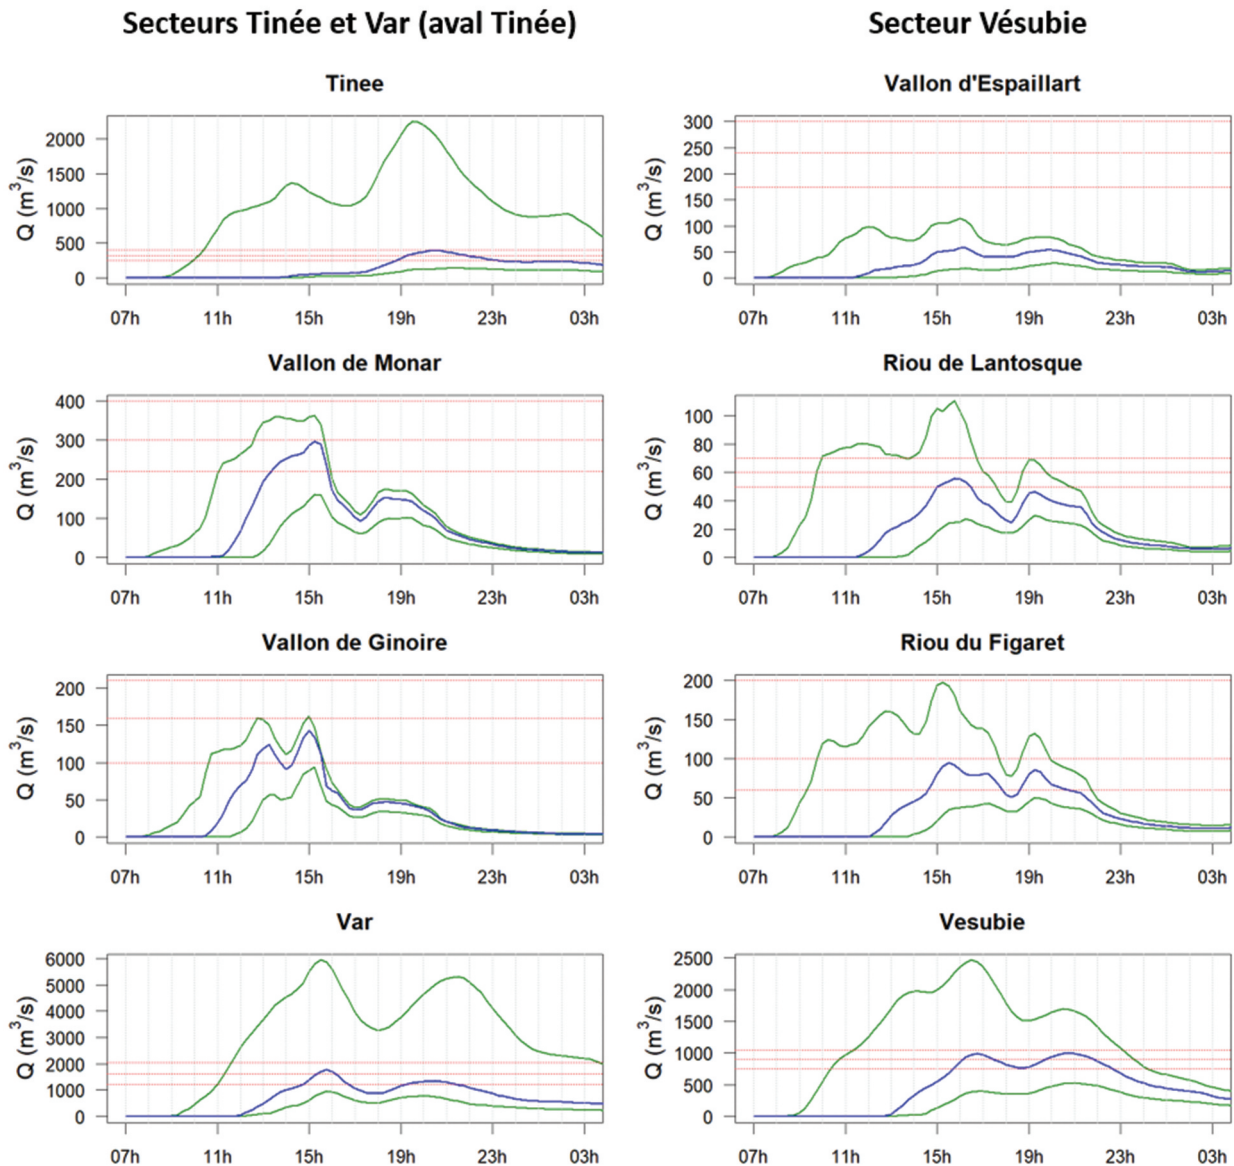 Secteurs Tinée et Var (aval Tinée)
Secteur Vésubie
Tinee
Q (m³/s)
2000
1500
1000
500
0
07h 11h 15h 19h 23h 03h
Vallon d'Espaillart
Q (m³/s)
300
250
200
150
100
50
0
07h 11h 15h 19h 23h 03h
Vallon de Monar
Q (m³/s)
400
300
200
100
0
07h 11h 15h 19h 23h 03h
Riou de Lantosque
Q (m³/s)
100
80
60
40
20
0
07h 11h 15h 19h 23h 03h
Vallon de Ginoire
Q (m³/s)
200
150
100
50
0
07h 11h 15h 19h 23h 03h
Riou du Figaret
Q (m³/s)
200
150
100
50
0
07h 11h 15h 19h 23h 03h
Var
Q (m³/s)
6000
5000
4000
3000
2000
1000
0
07h 11h 15h 19h 23h 03h
Vesubie
Q (m³/s)
2500
2000
1500
1000
500
0
07h 11h 15h 19h 23h 03h